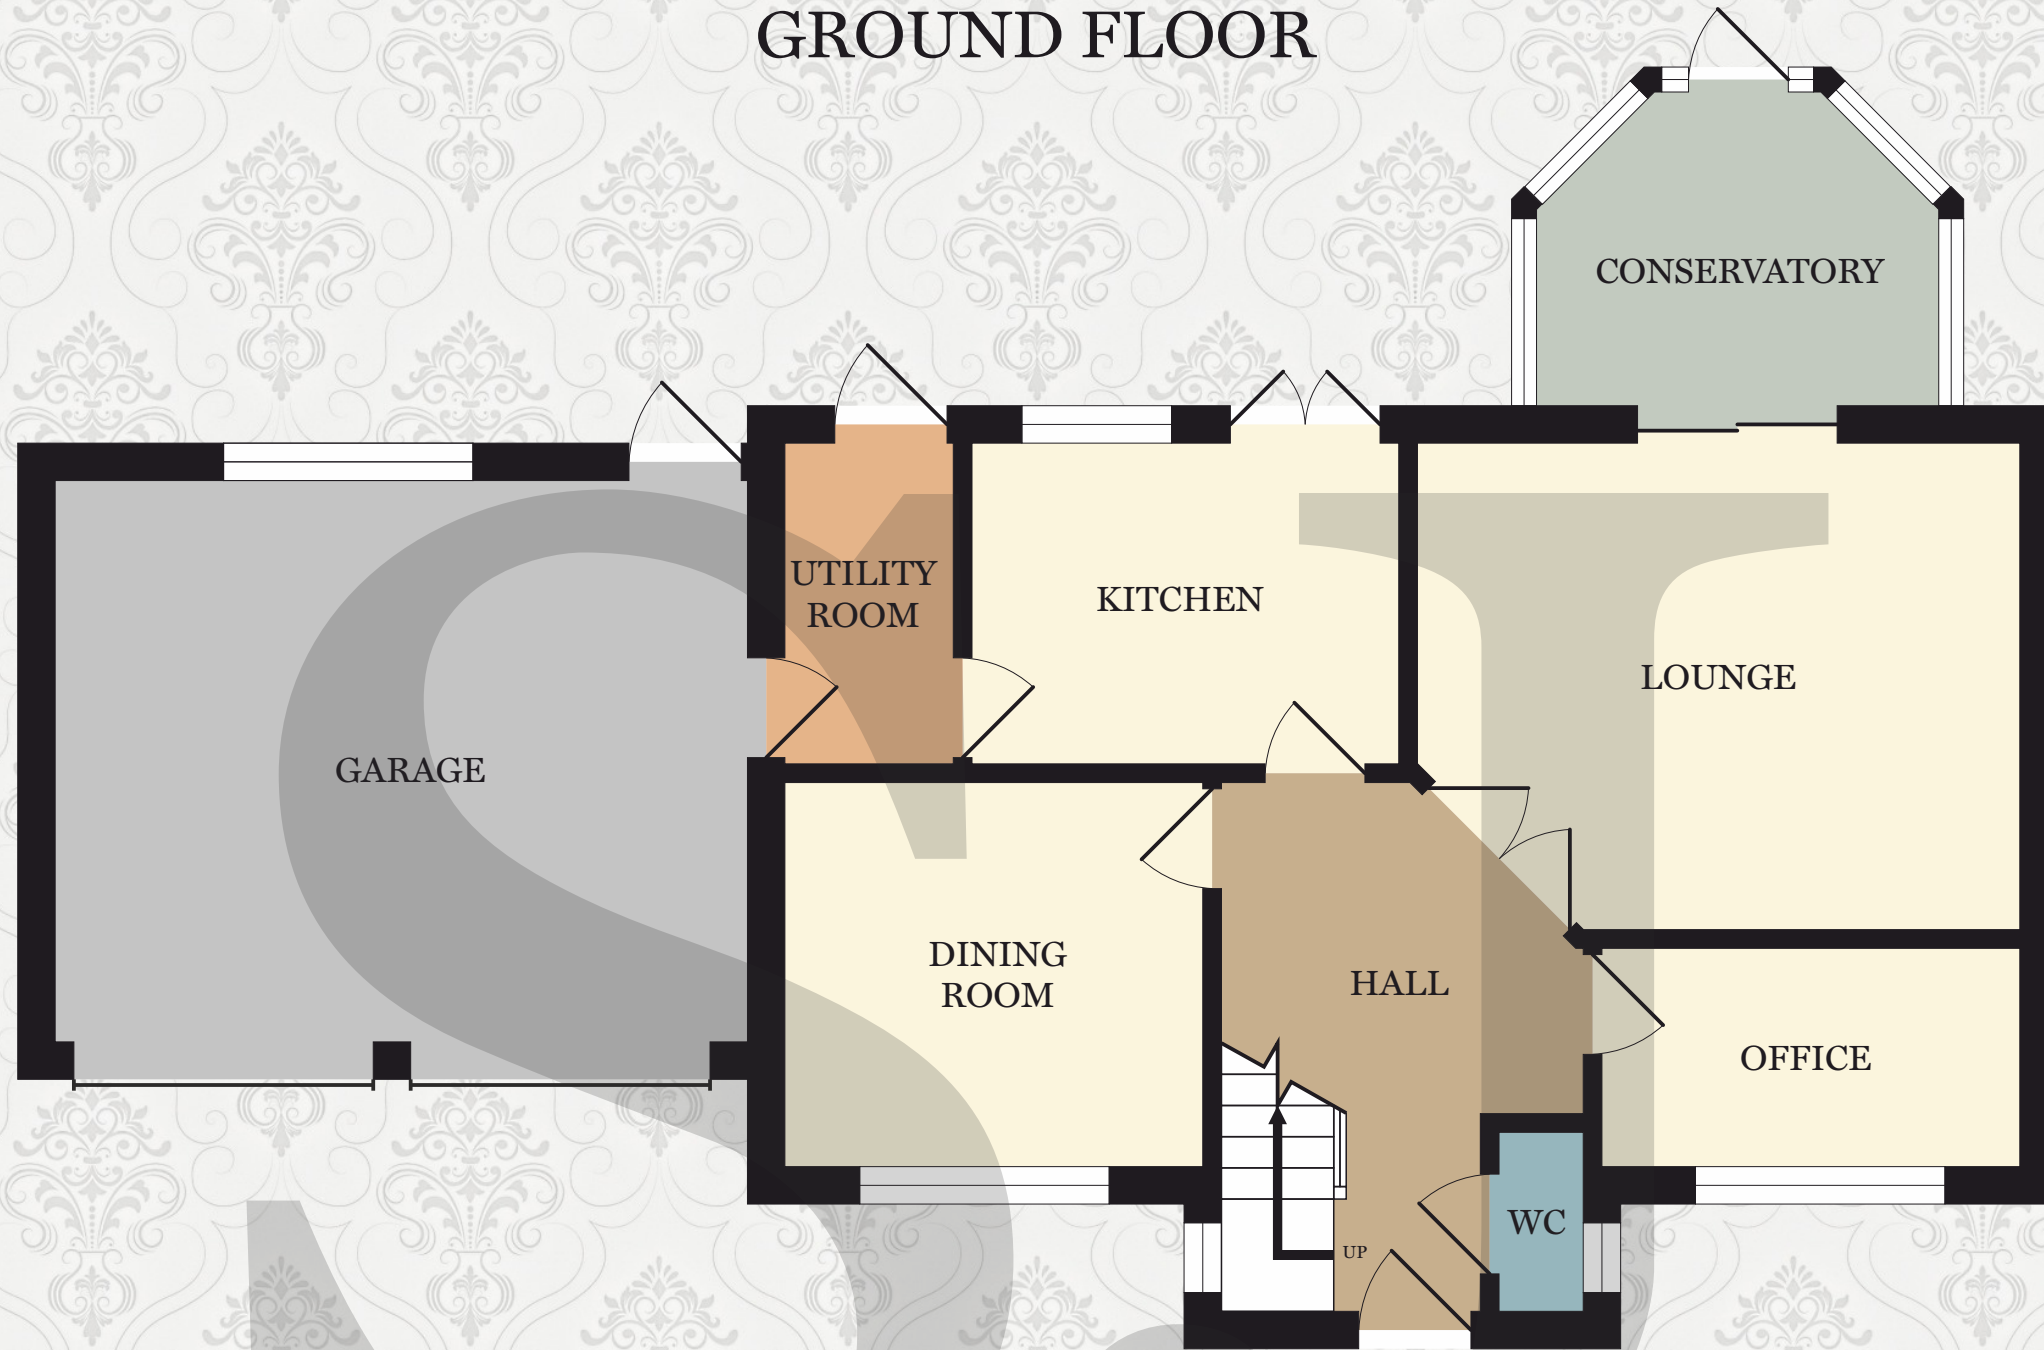 GROUND FLOOR
CONSERVATORY
UTILITY
ROOM
KITCHEN
LOUNGE
GARAGE
DINING
ROOM
HALL
OFFICE
WC
UP